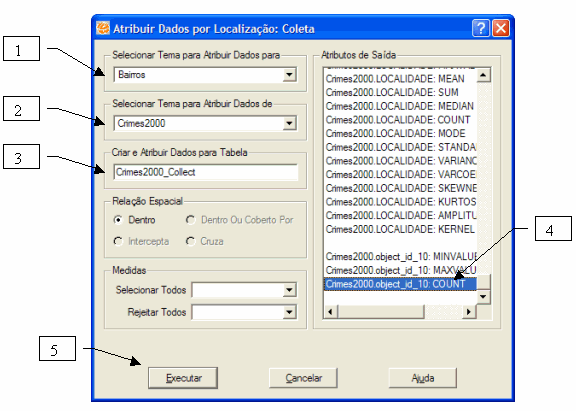 Atribuir Dados por Localização: Coleta
1
Selecionar Tema para Atribuir Dados para
Bairros
2
Selecionar Tema para Atribuir Dados de
Crimes2000
3
Criar e Atribuir Dados para Tabela
Crimes2000_Collect
Relação Espacial
Dentro
Dentro Ou Coberto Por
Intercepta
Cruza
Medidas
Selecionar Todos
Rejeitar Todos
Atributos de Saída
Crimes2000.LOCALIDADE: MEAN
Crimes2000.LOCALIDADE: SUM
Crimes2000.LOCALIDADE: MEDIAN
Crimes2000.LOCALIDADE: COUNT
Crimes2000.LOCALIDADE: MODE
Crimes2000.LOCALIDADE: STANDA
Crimes2000.LOCALIDADE: VARIANC
Crimes2000.LOCALIDADE: VARCOE
Crimes2000.LOCALIDADE: SKEWNE
Crimes2000.LOCALIDADE: KURTOS
Crimes2000.LOCALIDADE: AMPLITU
Crimes2000.LOCALIDADE: KERNEL
Crimes2000.object_id_10: MINVALUE
Crimes2000.object_id_10: MAXVALU
Crimes2000.object_id_10: COUNT
4
5
Executar
Cancelar
Ajuda